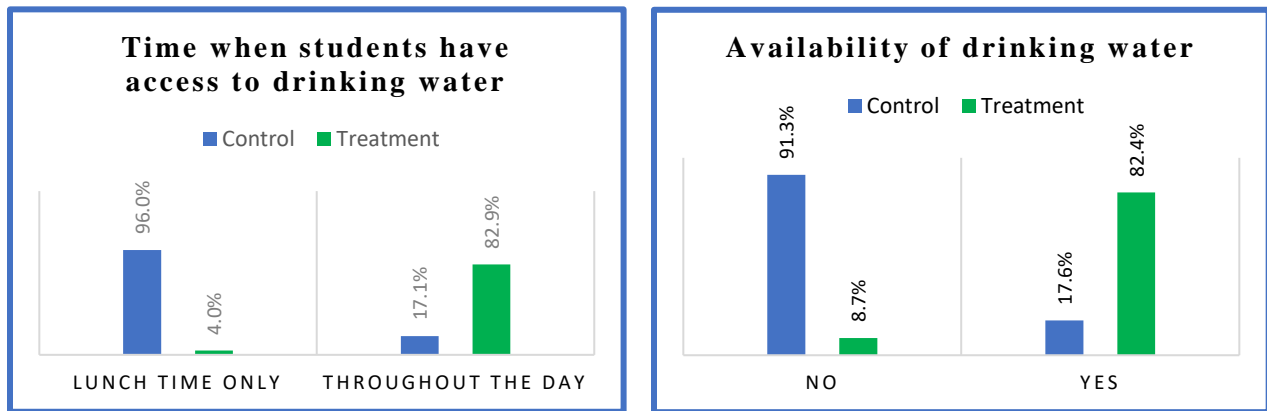 Time when students have
access to drinking water
Control Treatment
96.0%
4.0%
17.1%
82.9%
LUNCH TIME ONLY THROUGHOUT THE DAY
Availability of drinking water
Control Treatment
91.3%
8.7%
17.6%
82.4%
NO YES